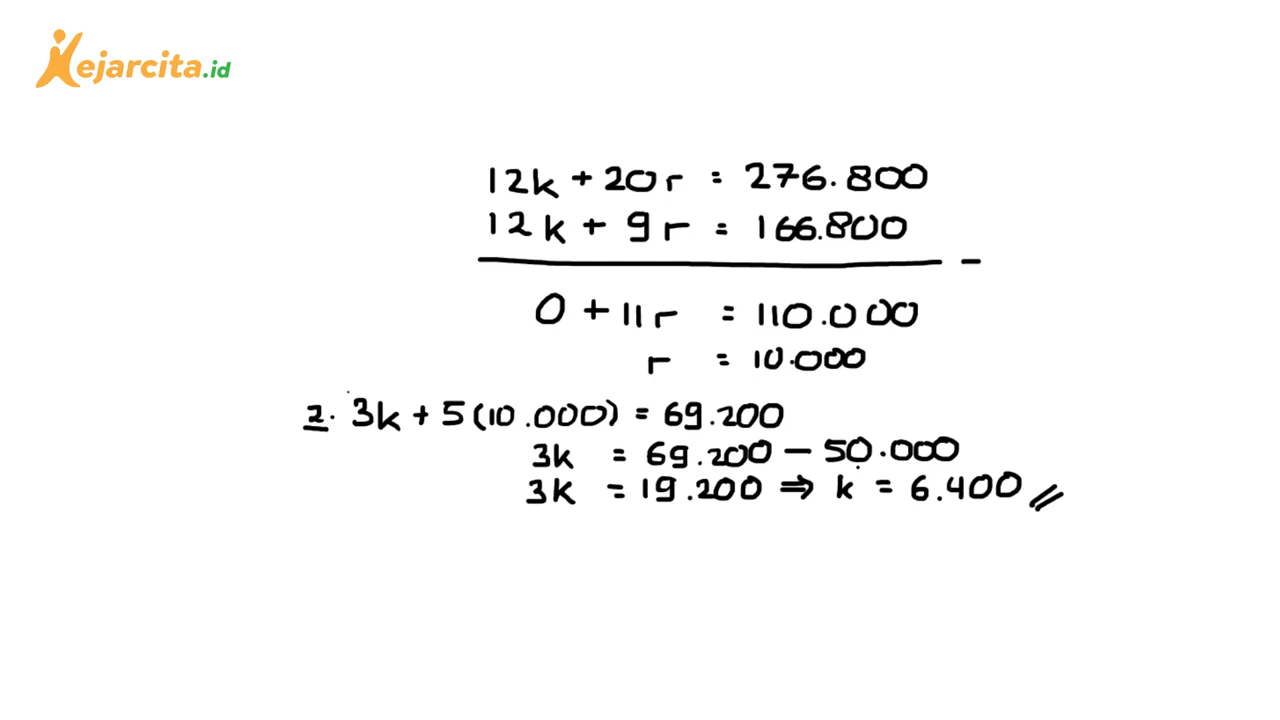 Kejarcita.id
12k + 20r = 276.800
12k + 9r = 166.800
0 + 11r = 110.000
r = 10.000
2. 3k + 5(10.000) = 69.200
3k = 69.200 - 50.000
3k = 19.200 ⇒ k = 6.400